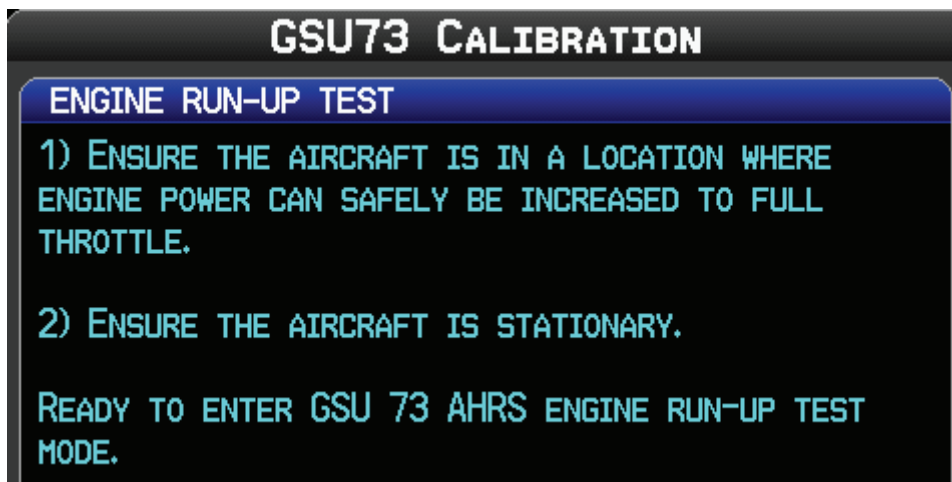 GSU73 CALIBRATION
ENGINE RUN-UP TEST
1) ENSURE THE AIRCRAFT IS IN A LOCATION WHERE
ENGINE POWER CAN SAFELY BE INCREASED TO FULL
THROTTLE.
2) ENSURE THE AIRCRAFT IS STATIONARY.
READY TO ENTER GSU 73 AHRS ENGINE RUN-UP TEST
MODE.